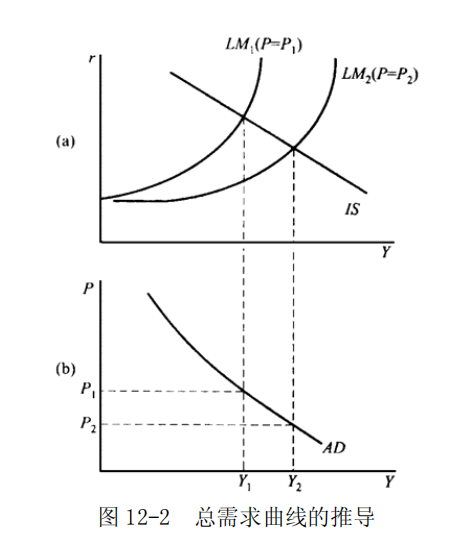 LM₁(P=P₁)
r
LM₂(P=P₂)
(a)
IS
Y
P
(b)
P₁
P₂
AD
Y₁
Y₂
Y
图 12-2 总需求曲线的推导